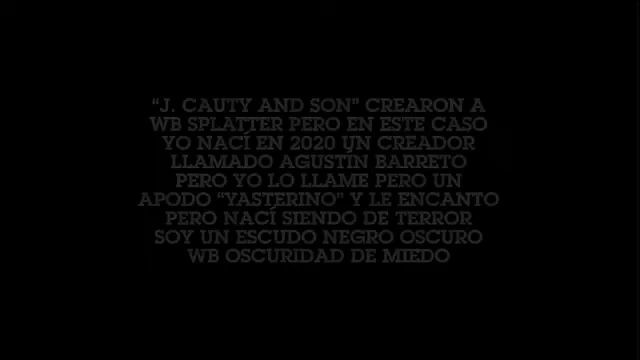 "J. CAUTY AND SON" CREARON A
WB SPLATTER PERO EN ESTE CASO
YO NACÍ EN 2020 UN CREADOR
LLAMADO AGUSTÍN BARRETO
PERO YO LO LLAME PERO UN
APODO "YASTERINO" Y LE ENCANTO
PERO NACÍ SIENDO DE TERROR
SOY UN ESCUDO NEGRO OSCURO
WB OSCURIDAD DE MIEDO